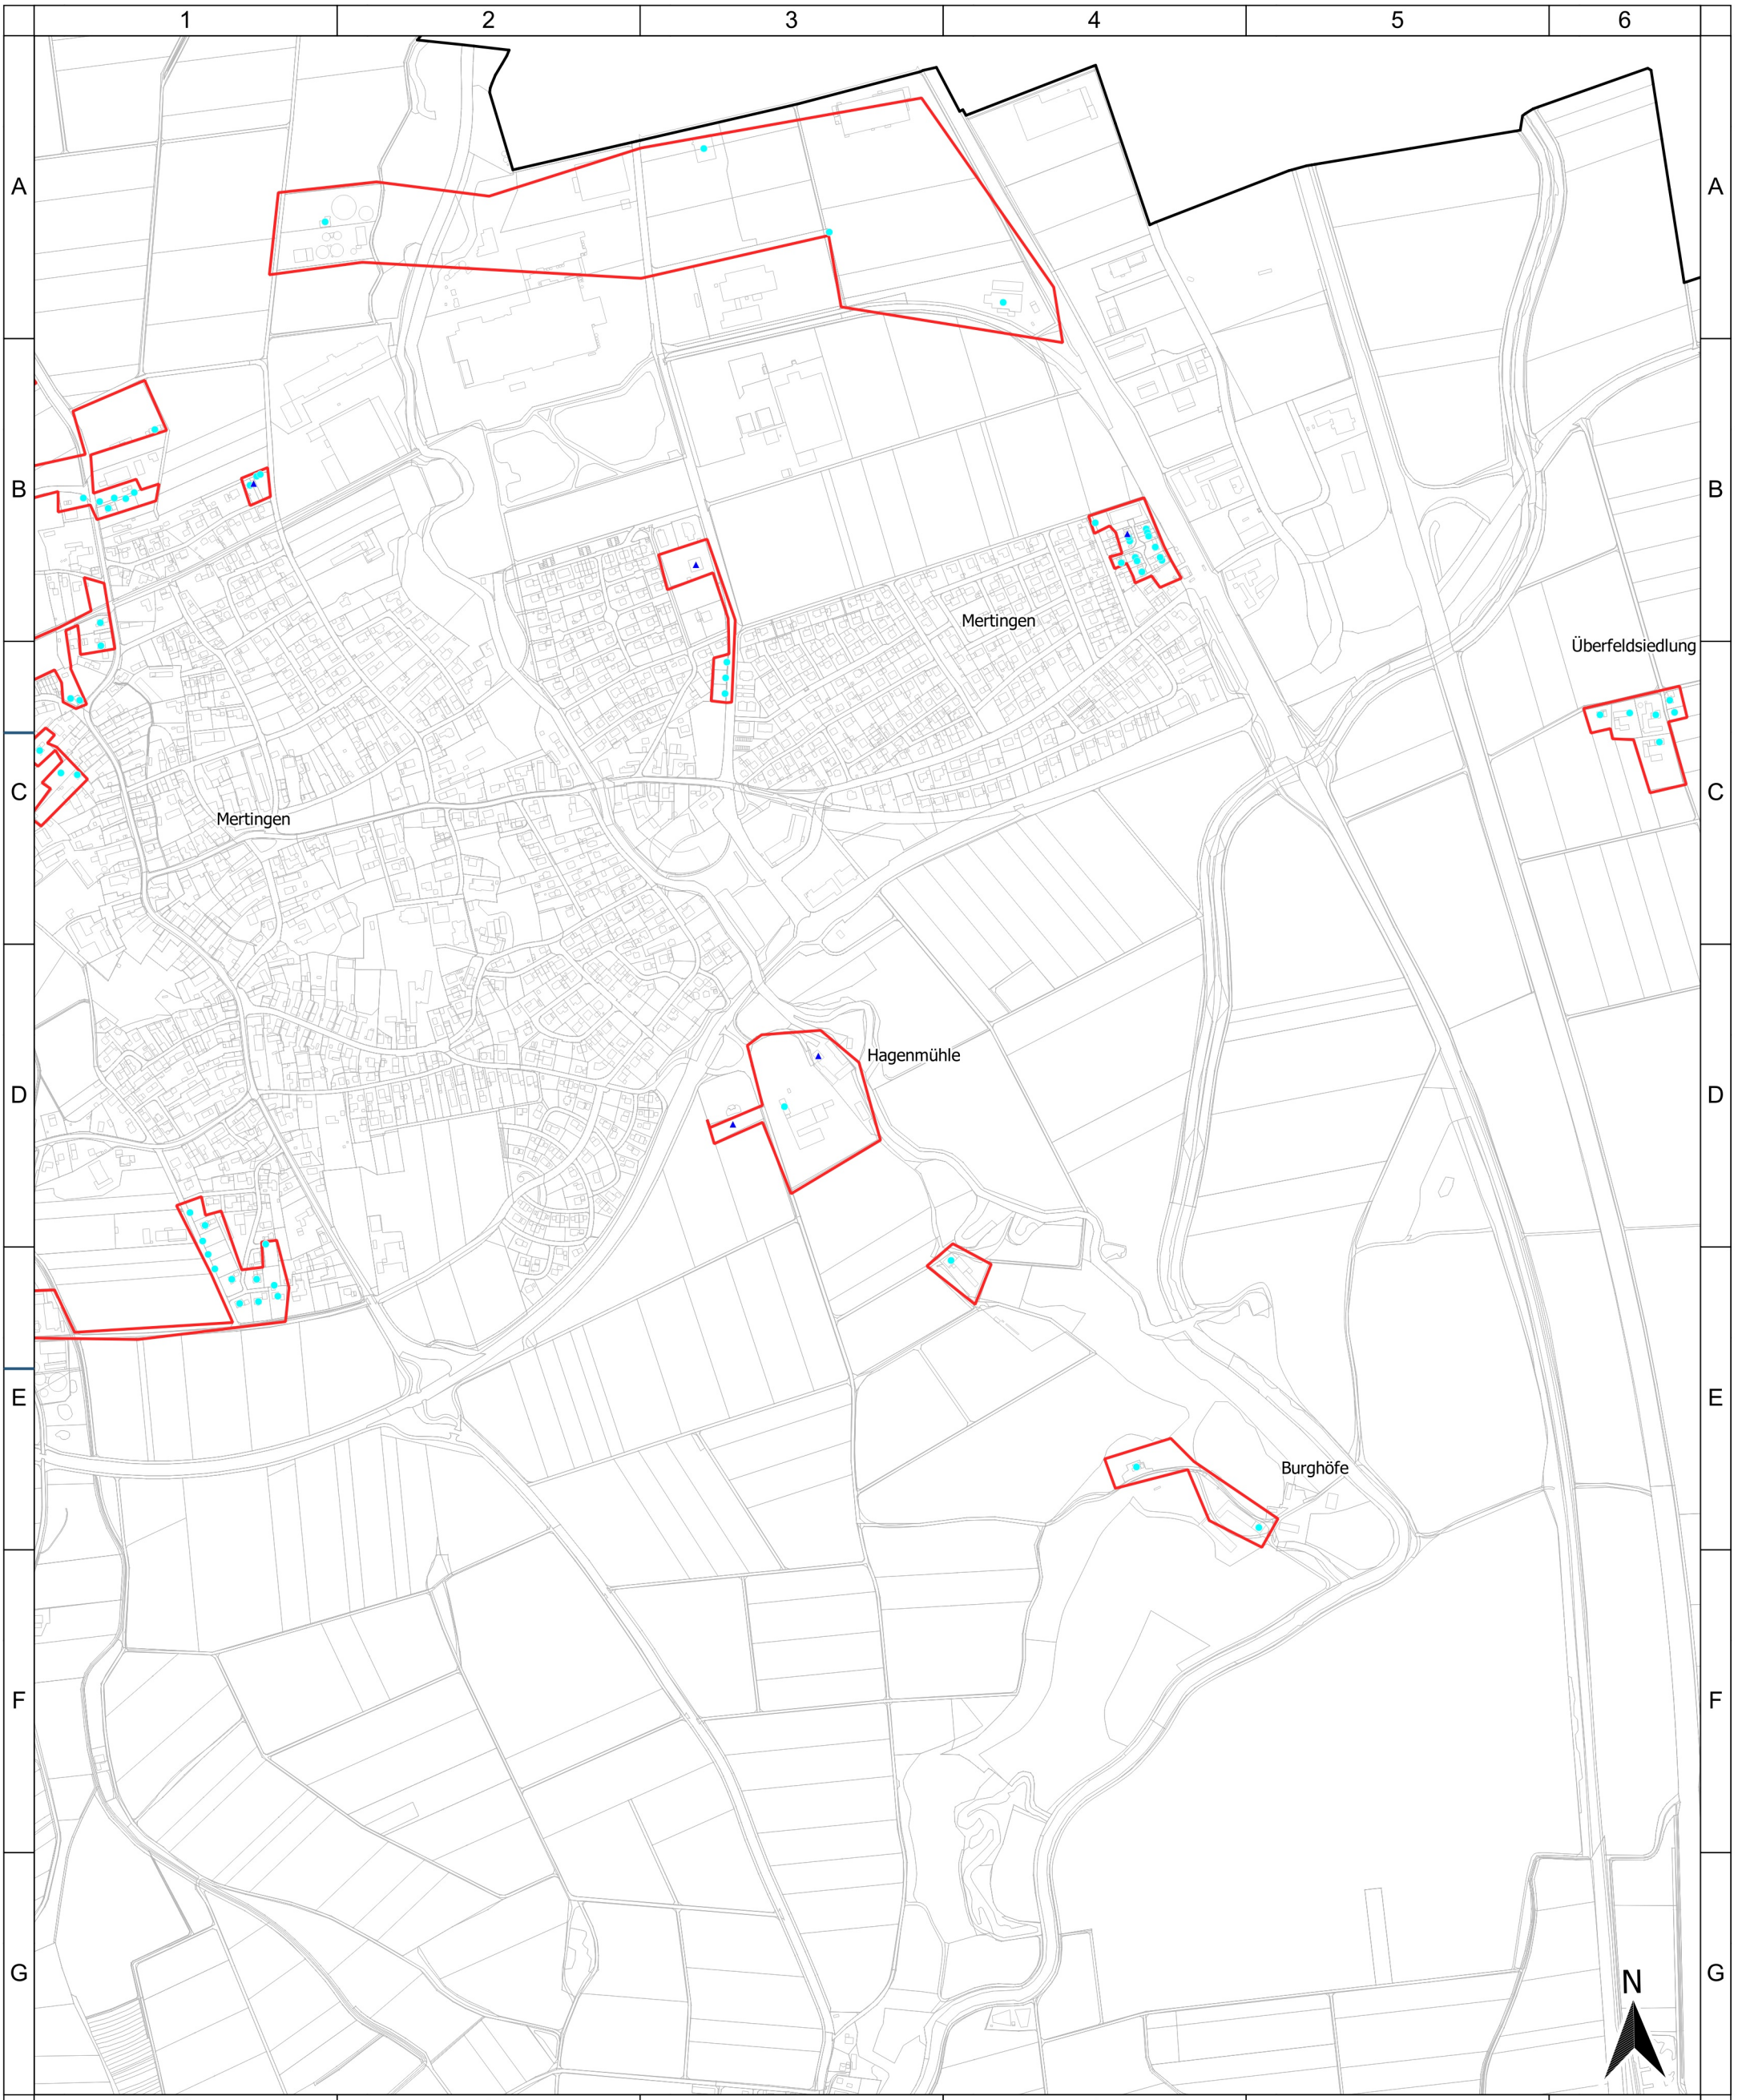 1 2 3 4 5 6
A A
B B
Mertingen
Überfeldsiedlung
C C
Mertingen
Hagenmühle
D D
E E
Burghöfe
F F
G G
N